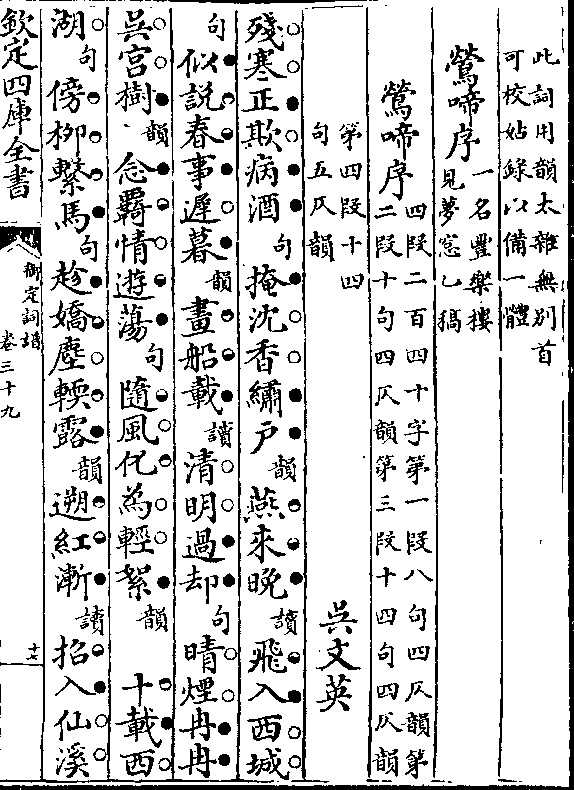 此詞用韻太雜無別首
可校姑錄以備一體
鶯啼序一名豐樂樓
見夢窻乙稿
鶯啼序四段二百四十字第一段八句四仄韻第
二段十句四仄韻第三段十四句四仄韻
第四段十四
句五仄韻
吳文英
殘寒正欺病酒句掩沈香繡戶韻燕來晚讀飛入西城
句似說春事遲暮韻畫船載讀清明過却句晴煙冉冉
吳宮樹韻念羇情遊蕩句隨風化為輕絮韻十載西
湖句傍柳繫馬句趁嬌塵輭露韻遡紅漸讀招入仙溪
欽定四庫全書
御定詞譜
卷三十九
十七